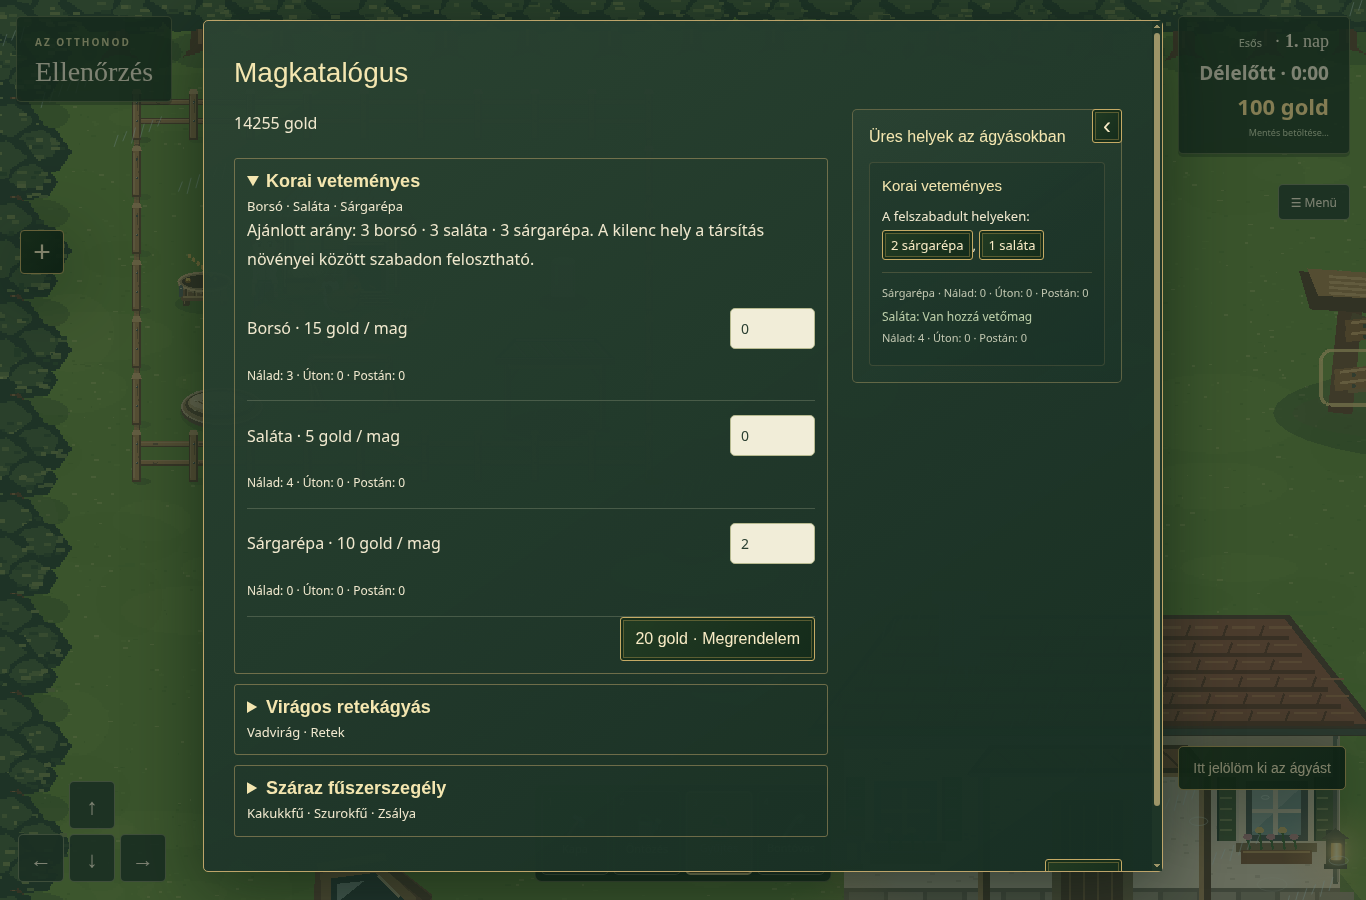 AZ OTTHONOD
Ellenőrzés
Magkatalógus
14255 gold
▼ Korai veteményes
Borsó · Saláta · Sárgarépa
Ajánlott arány: 3 borsó · 3 saláta · 3 sárgarépa. A kilenc hely a társítás
növényei között szabadon felosztható.
Borsó · 15 gold / mag
0
Nálad: 3 · Úton: 0 · Postán: 0
Saláta · 5 gold / mag
0
Nálad: 4 · Úton: 0 · Postán: 0
Sárgarépa · 10 gold / mag
2
Nálad: 0 · Úton: 0 · Postán: 0
20 gold · Megrendelem
▶ Virágos retekágyás
Vadvirág · Retek
▶ Száraz fűszerszegély
Kakukkfű · Szurokfű · Zsálya
Üres helyek az ágyásokban
‹
Korai veteményes
A felszabadult helyeken:
2 sárgarépa , 1 saláta
Sárgarépa · Nálad: 0 · Úton: 0 · Postán: 0
Saláta: Van hozzá vetőmag
Nálad: 4 · Úton: 0 · Postán: 0
Esős · 1. nap
Délelőtt · 0:00
100 gold
Mentés betöltése…
☰ Menü
+
Itt jelölöm ki az ágyást
↑
← ↓ →